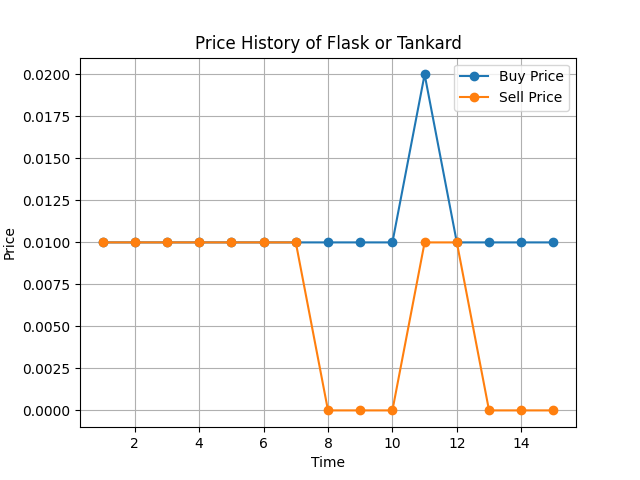 Price History of Flask or Tankard
Buy Price
Sell Price
0.0200
0.0175
0.0150
0.0125
0.0100
0.0075
0.0050
0.0025
0.0000
Price
2 4 6 8 10 12 14
Time